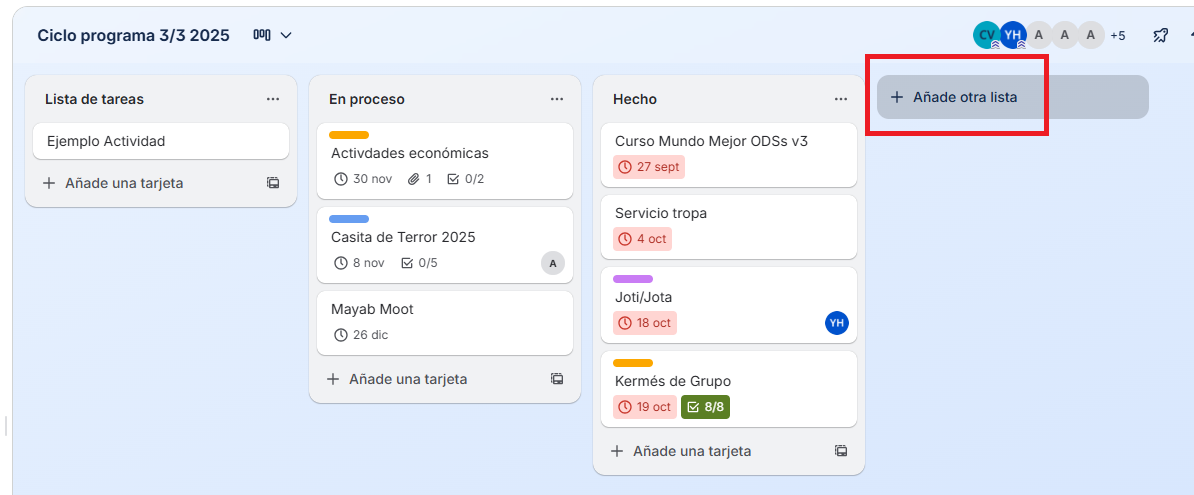 Ciclo programa 3/3 2025
CV YH A A A +5
Lista de tareas
Ejemplo Actividad
Añade una tarjeta
En proceso
Activdades económicas
30 nov 1 0/2
Casita de Terror 2025
8 nov 0/5 A
Mayab Moot
26 dic
Añade una tarjeta
Hecho
Curso Mundo Mejor ODSs v3
27 sept
Servicio tropa
4 oct
Joti/Jota
18 oct YH
Kermés de Grupo
19 oct 8/8
Añade una tarjeta
Añade otra lista